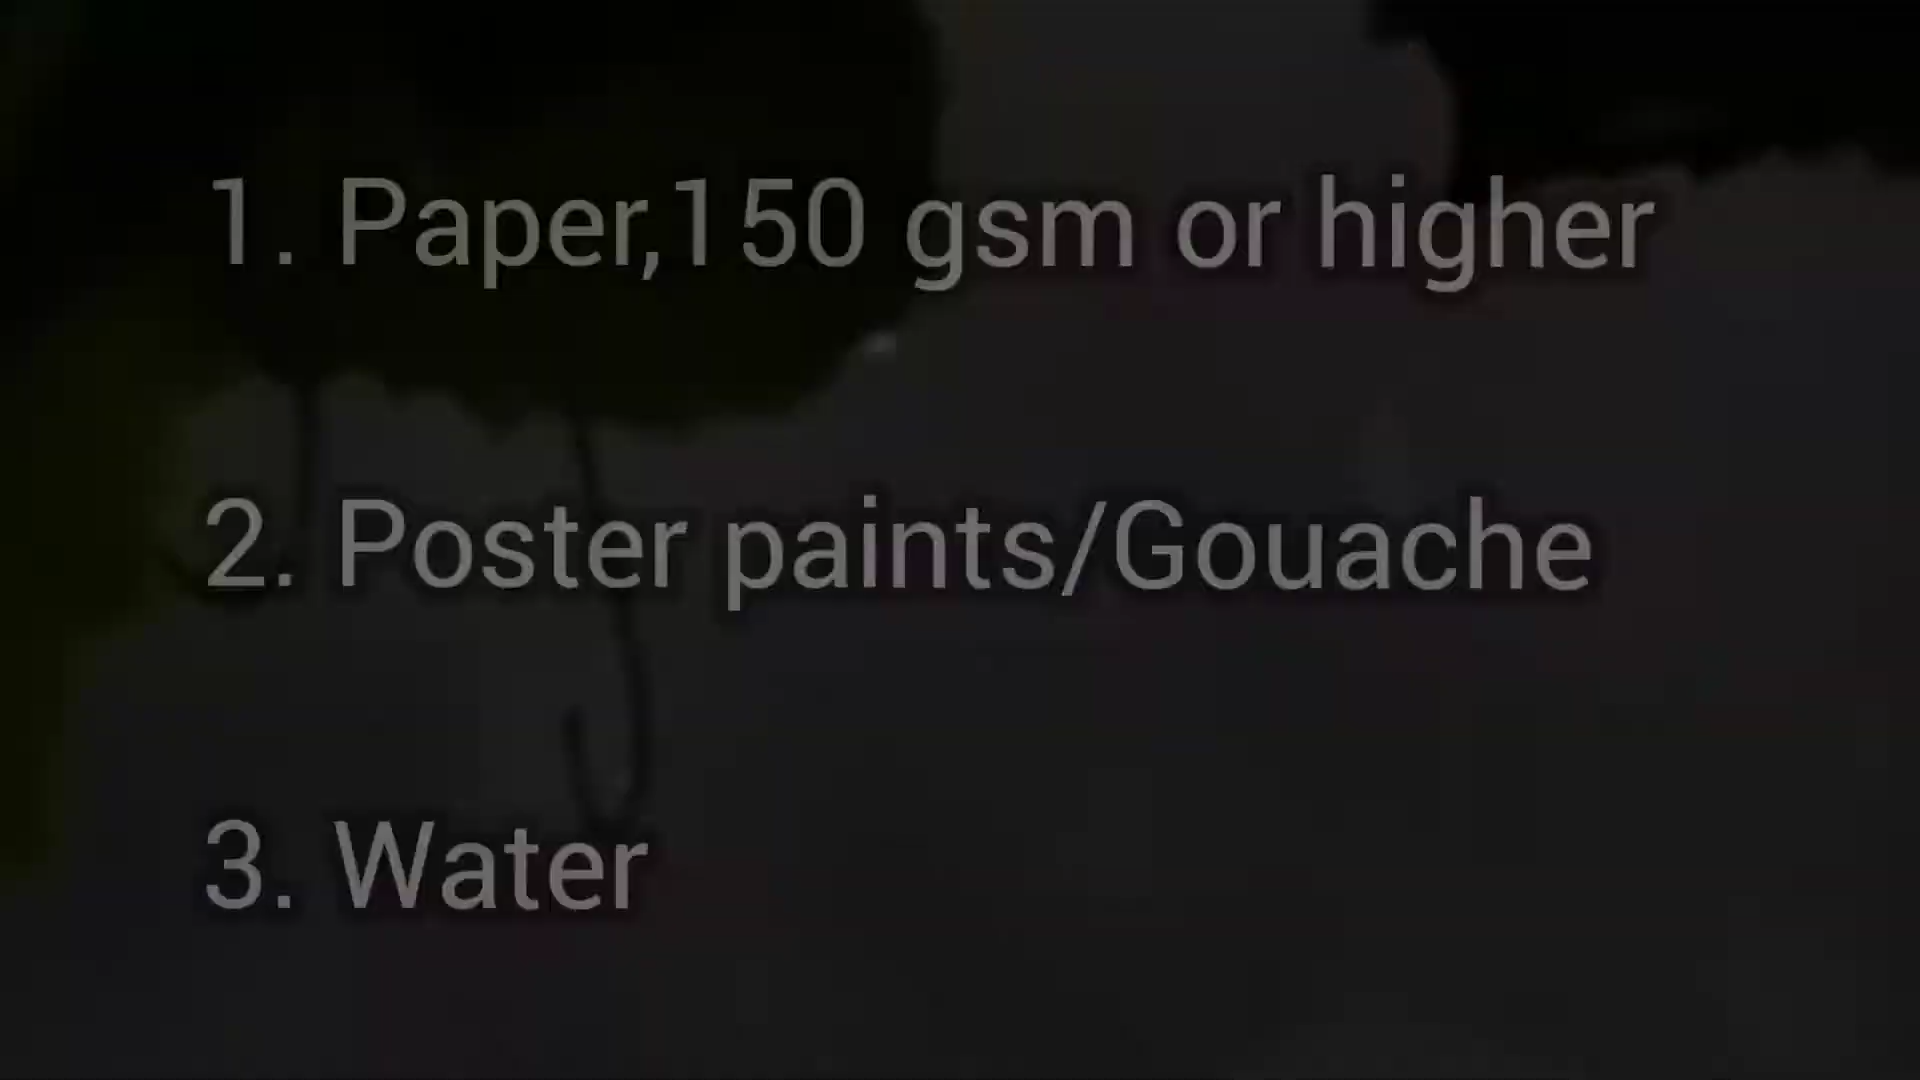 1. Paper,150 gsm or higher
2. Poster paints/Gouache
3. Water